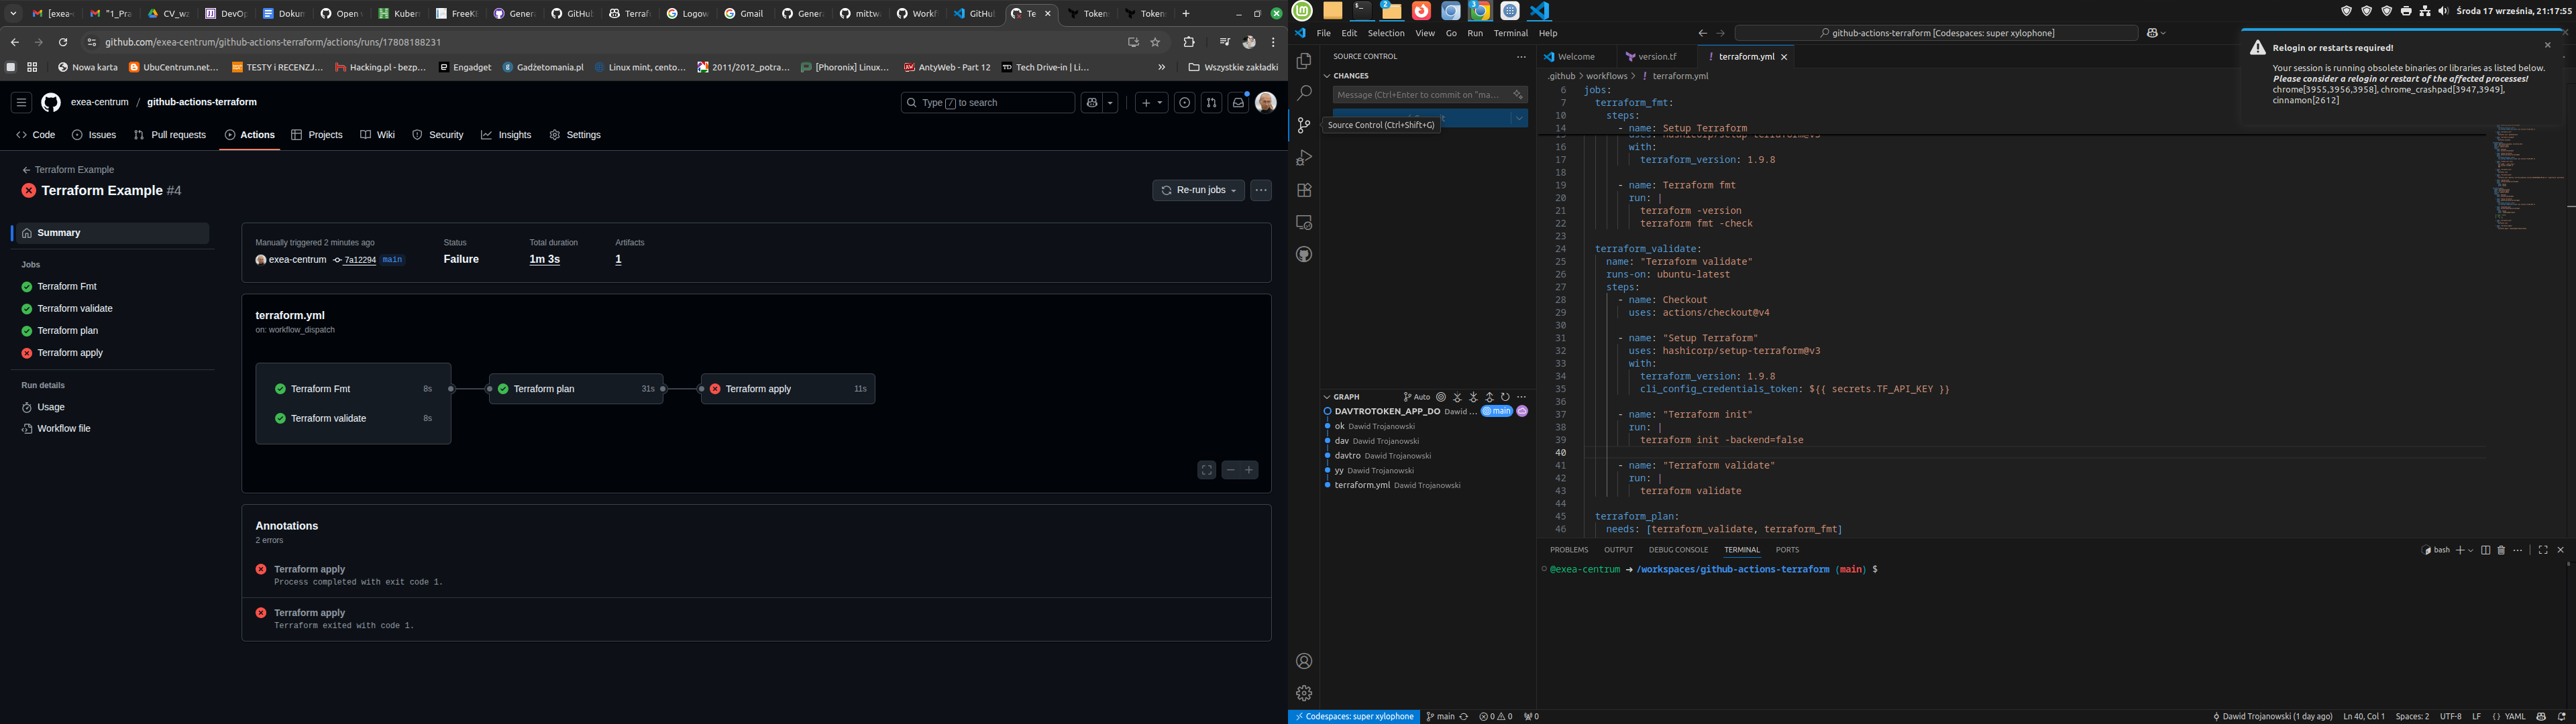 [exea-
"1_Pra
CV_wz
DevOp
Dokun
Open
Kuber
FreeKI
Gener
GitHub
Terraf
Logow
Gmail
Gener
mittwa
Workf
GitHub
Te
Token
Token
github.com/exea-centrum/github-actions-terraform/actions/runs/17808188231
Nowa karta
UbuCentrum.net...
TESTY i RECENZJ...
Hacking.pl - bezp...
Engadget
Gadżetomania.pl
Linux mint, cento...
2011/2012_potra...
[Phoronix] Linux...
AntyWeb - Part 12
Tech Drive-in | Li...
»
Wszystkie zakładki
exea-centrum / github-actions-terraform
Type / to search
Code
Issues
Pull requests
Actions
Projects
Wiki
Security
Insights
Settings
← Terraform Example
Terraform Example #4
Re-run jobs
Summary
Jobs
Terraform Fmt
Terraform validate
Terraform plan
Terraform apply
Run details
Usage
Workflow file
Manually triggered 2 minutes ago
exea-centrum 7a12294 main
Status
Failure
Total duration
1m 3s
Artifacts
1
terraform.yml
on: workflow_dispatch
Terraform Fmt 8s
Terraform validate 8s
Terraform plan 31s
Terraform apply 11s
Annotations
2 errors
Terraform apply
Process completed with exit code 1.
Terraform apply
Terraform exited with code 1.
Środa 17 września, 21:17:55
File Edit Selection View Go Run Terminal Help
github-actions-terraform [Codespaces: super xylophone]
Relogin or restarts required!
Your session is running obsolete binaries or libraries as listed below.
Please consider a relogin or restart of the affected processes!
chrome[3955,3956,3958], chrome_crashpad[3947,3949],
cinnamon[2612]
SOURCE CONTROL
CHANGES
Message (Ctrl+Enter to commit on "ma...
Source Control (Ctrl+Shift+G)
GRAPH
Auto
DAVTROTOKEN_APP_DO Dawid ... main
ok Dawid Trojanowski
dav Dawid Trojanowski
davtro Dawid Trojanowski
yy Dawid Trojanowski
terraform.yml Dawid Trojanowski
Welcome
version.tf
terraform.yml
.github > workflows > ! terraform.yml
6 jobs:
7 terraform_fmt:
10 steps:
14 - name: Setup Terraform
15 uses: hashicorp/setup-terraform@v3
16 with:
17 terraform_version: 1.9.8
18
19 - name: Terraform fmt
20 run: |
21 terraform -version
22 terraform fmt -check
23
24 terraform_validate:
25 name: "Terraform validate"
26 runs-on: ubuntu-latest
27 steps:
28 - name: Checkout
29 uses: actions/checkout@v4
30
31 - name: "Setup Terraform"
32 uses: hashicorp/setup-terraform@v3
33 with:
34 terraform_version: 1.9.8
35 cli_config_credentials_token: ${{ secrets.TF_API_KEY }}
36
37 - name: "Terraform init"
38 run: |
39 terraform init -backend=false
40
41 - name: "Terraform validate"
42 run: |
43 terraform validate
44
45 terraform_plan:
46 needs: [terraform_validate, terraform_fmt]
PROBLEMS OUTPUT DEBUG CONSOLE TERMINAL PORTS
bash
@exea-centrum → /workspaces/github-actions-terraform (main) $
Codespaces: super xylophone
main
0 0
0
Dawid Trojanowski (1 day ago)
Ln 40, Col 1
Spaces: 2
UTF-8
LF
{ } YAML